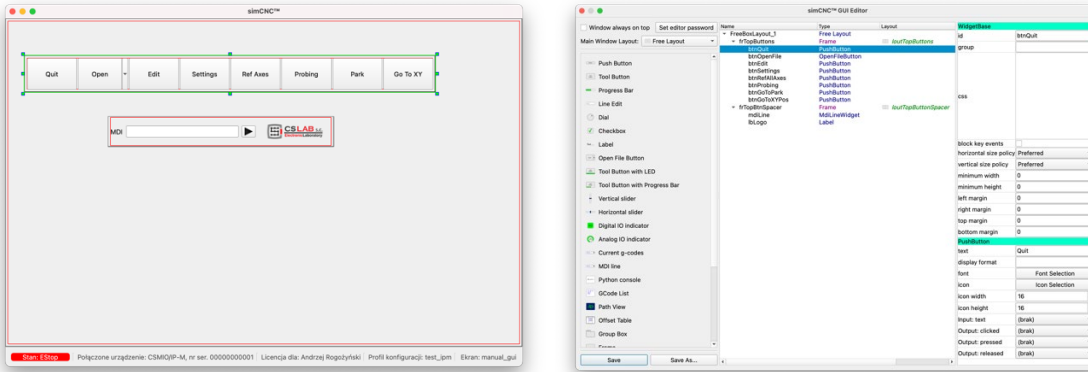 simCNC™
Quit Open Edit Settings Ref Axes Probing Park Go To XY
MDI CSLAB s.c.
ElectronicLaboratory
Stan: EStop Połączone urządzenie: CSMIO/IP-M, nr ser. 00000000001 Licencja dla: Andrzej Rogożyński Profil konfiguracji: test_ipm Ekran: manual_gui
simCNC™ GUI Editor
Window always on top Set editor password
Main Window Layout: Free Layout
Push Button
Tool Button
Progress Bar
Line Edit
Dial
Checkbox
Label
Open File Button
Tool Button with LED
Tool Button with Progress Bar
Vertical slider
Horizontal slider
Digital IO indicator
Analog IO indicator
Current g-codes
MDI line
Python console
GCode List
Path View
Offset Table
Group Box
Frame
Save Save As...
Name Type Layout
FreeBoxLayout_1 Free Layout
frTopButtons Frame loutTopButtons
btnQuit PushButton
btnOpenFile OpenFileButton
btnEdit PushButton
btnSettings PushButton
btnRefAllAxes PushButton
btnProbing PushButton
btnGoToPark PushButton
btnGoToXYPos PushButton
frTopBtnSpacer Frame loutTopButtonSpacer
mdiLine MdiLineWidget
lbLogo Label
WidgetBase
id btnQuit
group
css
block key events
horizontal size policy Preferred
vertical size policy Preferred
minimum width 0
minimum height 0
left margin 0
right margin 0
top margin 0
bottom margin 0
PushButton
text Quit
display format
font Font Selection
icon Icon Selection
icon width 16
icon height 16
Input: text (brak)
Output: clicked (brak)
Output: pressed (brak)
Output: released (brak)